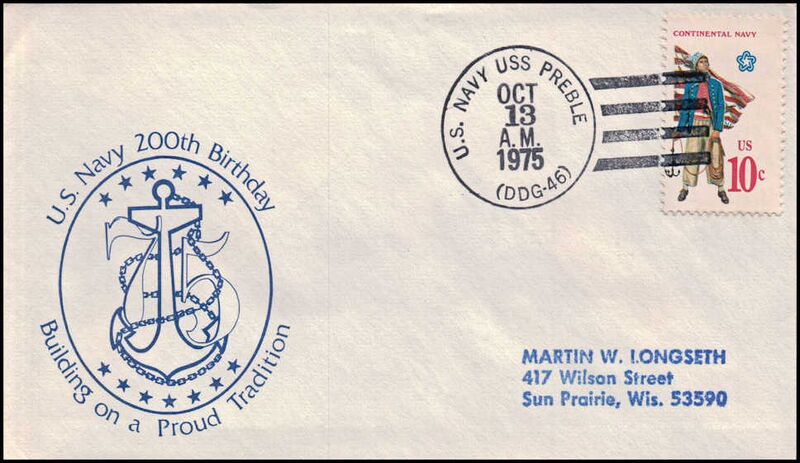 CONTINENTAL NAVY
US
10c
U.S. NAVY USS PREBLE
OCT
13
A.M.
1975
(DDG-46)
U.S. Navy 200th Birthday
75
Building on a Proud Tradition
MARTIN W. LONGSETH
417 Wilson Street
Sun Prairie, Wis. 53590